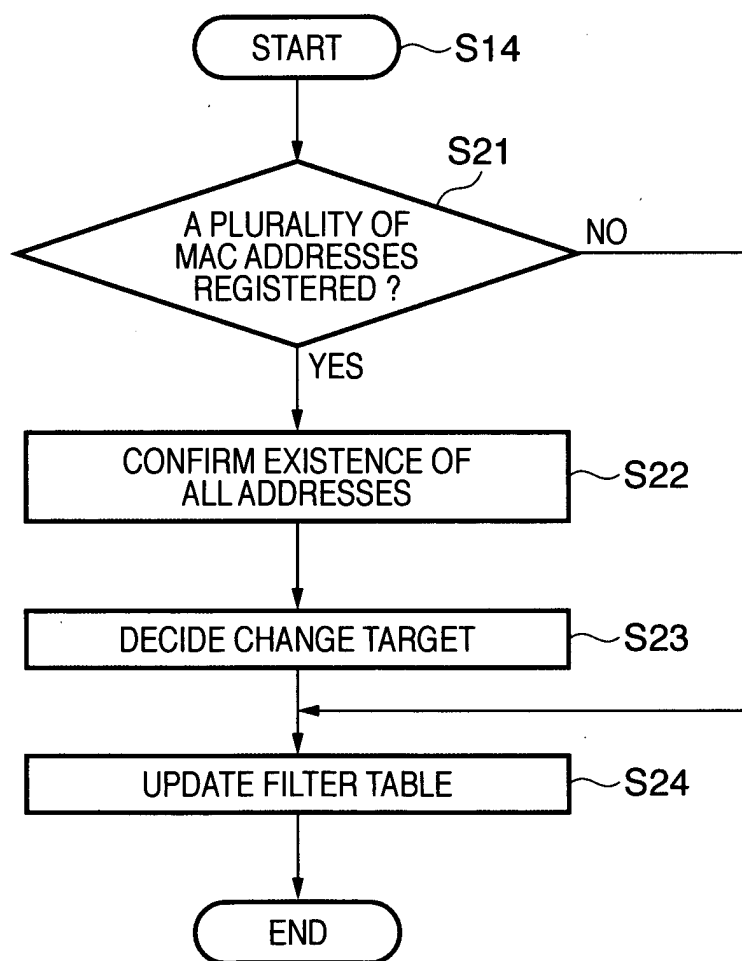 START
S14
S21
A PLURALITY OF
MAC ADDRESSES
REGISTERED ?
NO
YES
CONFIRM EXISTENCE OF
ALL ADDRESSES
S22
DECIDE CHANGE TARGET
S23
UPDATE FILTER TABLE
S24
END